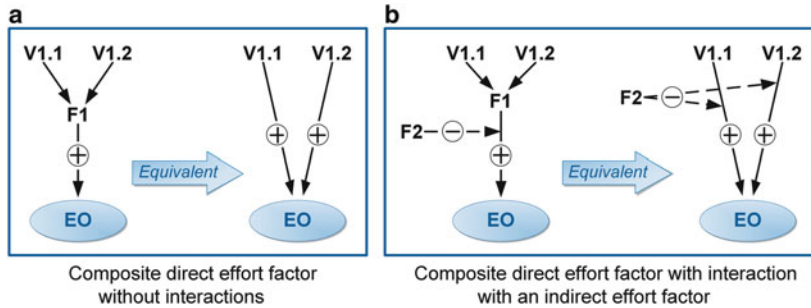 a
V1.1 V1.2
F1
+
EO
Equivalent
V1.1 V1.2
+ +
EO
Composite direct effort factor
without interactions
b
V1.1 V1.2
F1
F2 −
+
EO
Equivalent
V1.1 V1.2
F2 −
+ +
EO
Composite direct effort factor with interaction
with an indirect effort factor